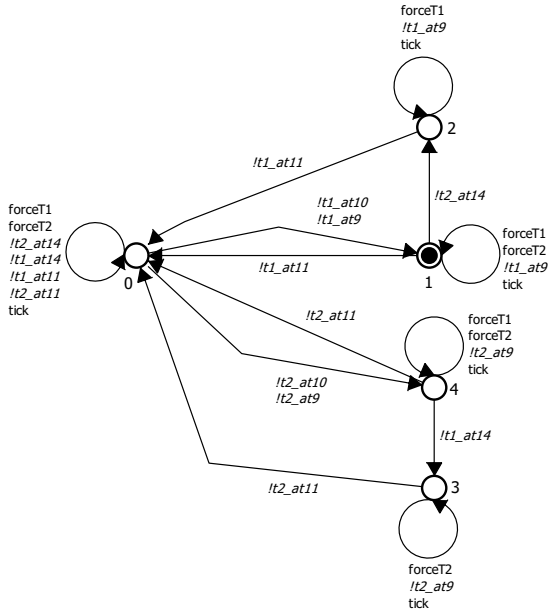 forceT1
!t1_at9
tick
2
!t1_at11
!t2_at14
!t1_at10
!t1_at9
forceT1
forceT2
!t2_at14
!t1_at14
!t1_at11
!t2_at11
tick
0
!t1_at11
1
forceT1
forceT2
!t1_at9
tick
!t2_at11
forceT1
forceT2
!t2_at9
tick
!t2_at10
!t2_at9
4
!t1_at14
3
!t2_at11
forceT2
!t2_at9
tick